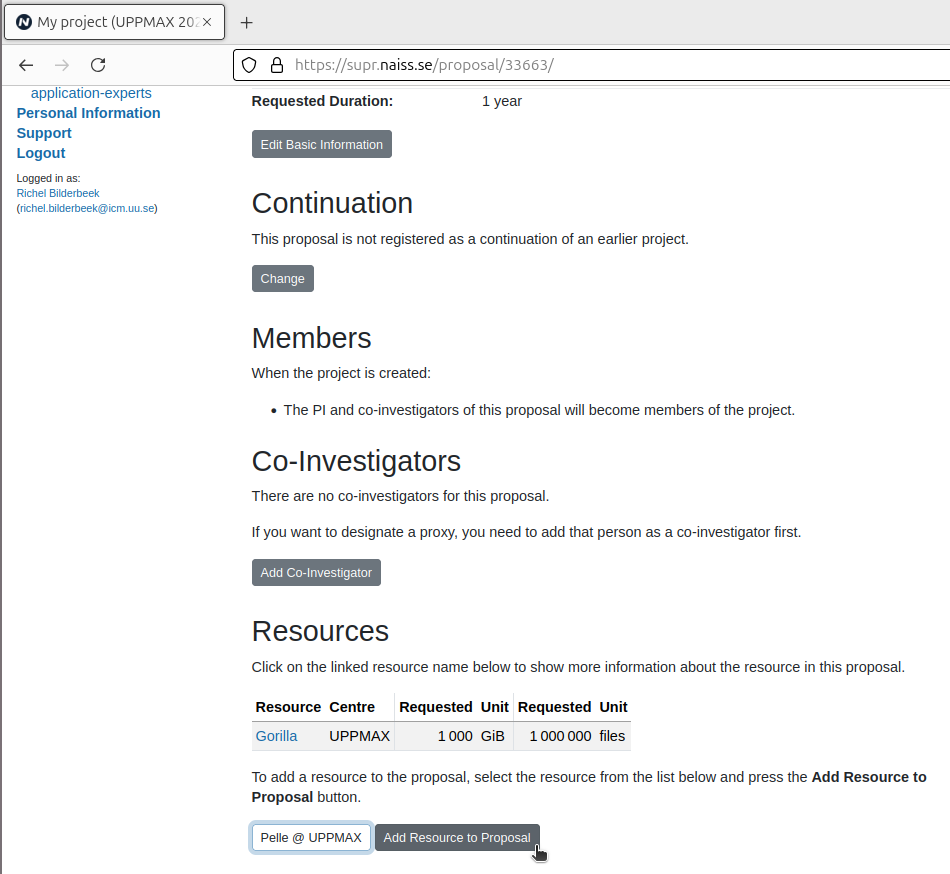 My project (UPPMAX 202
https://supr.naiss.se/proposal/33663/
application-experts
Personal Information
Support
Logout
Logged in as:
Richel Bilderbeek
(richel.bilderbeek@icm.uu.se)
Requested Duration: 1 year
Edit Basic Information
Continuation
This proposal is not registered as a continuation of an earlier project.
Change
Members
When the project is created:
• The PI and co-investigators of this proposal will become members of the project.
Co-Investigators
There are no co-investigators for this proposal.
If you want to designate a proxy, you need to add that person as a co-investigator first.
Add Co-Investigator
Resources
Click on the linked resource name below to show more information about the resource in this proposal.
Resource Centre Requested Unit Requested Unit
Gorilla UPPMAX 1 000 GiB 1 000 000 files
To add a resource to the proposal, select the resource from the list below and press the Add Resource to
Proposal button.
Pelle @ UPPMAX Add Resource to Proposal